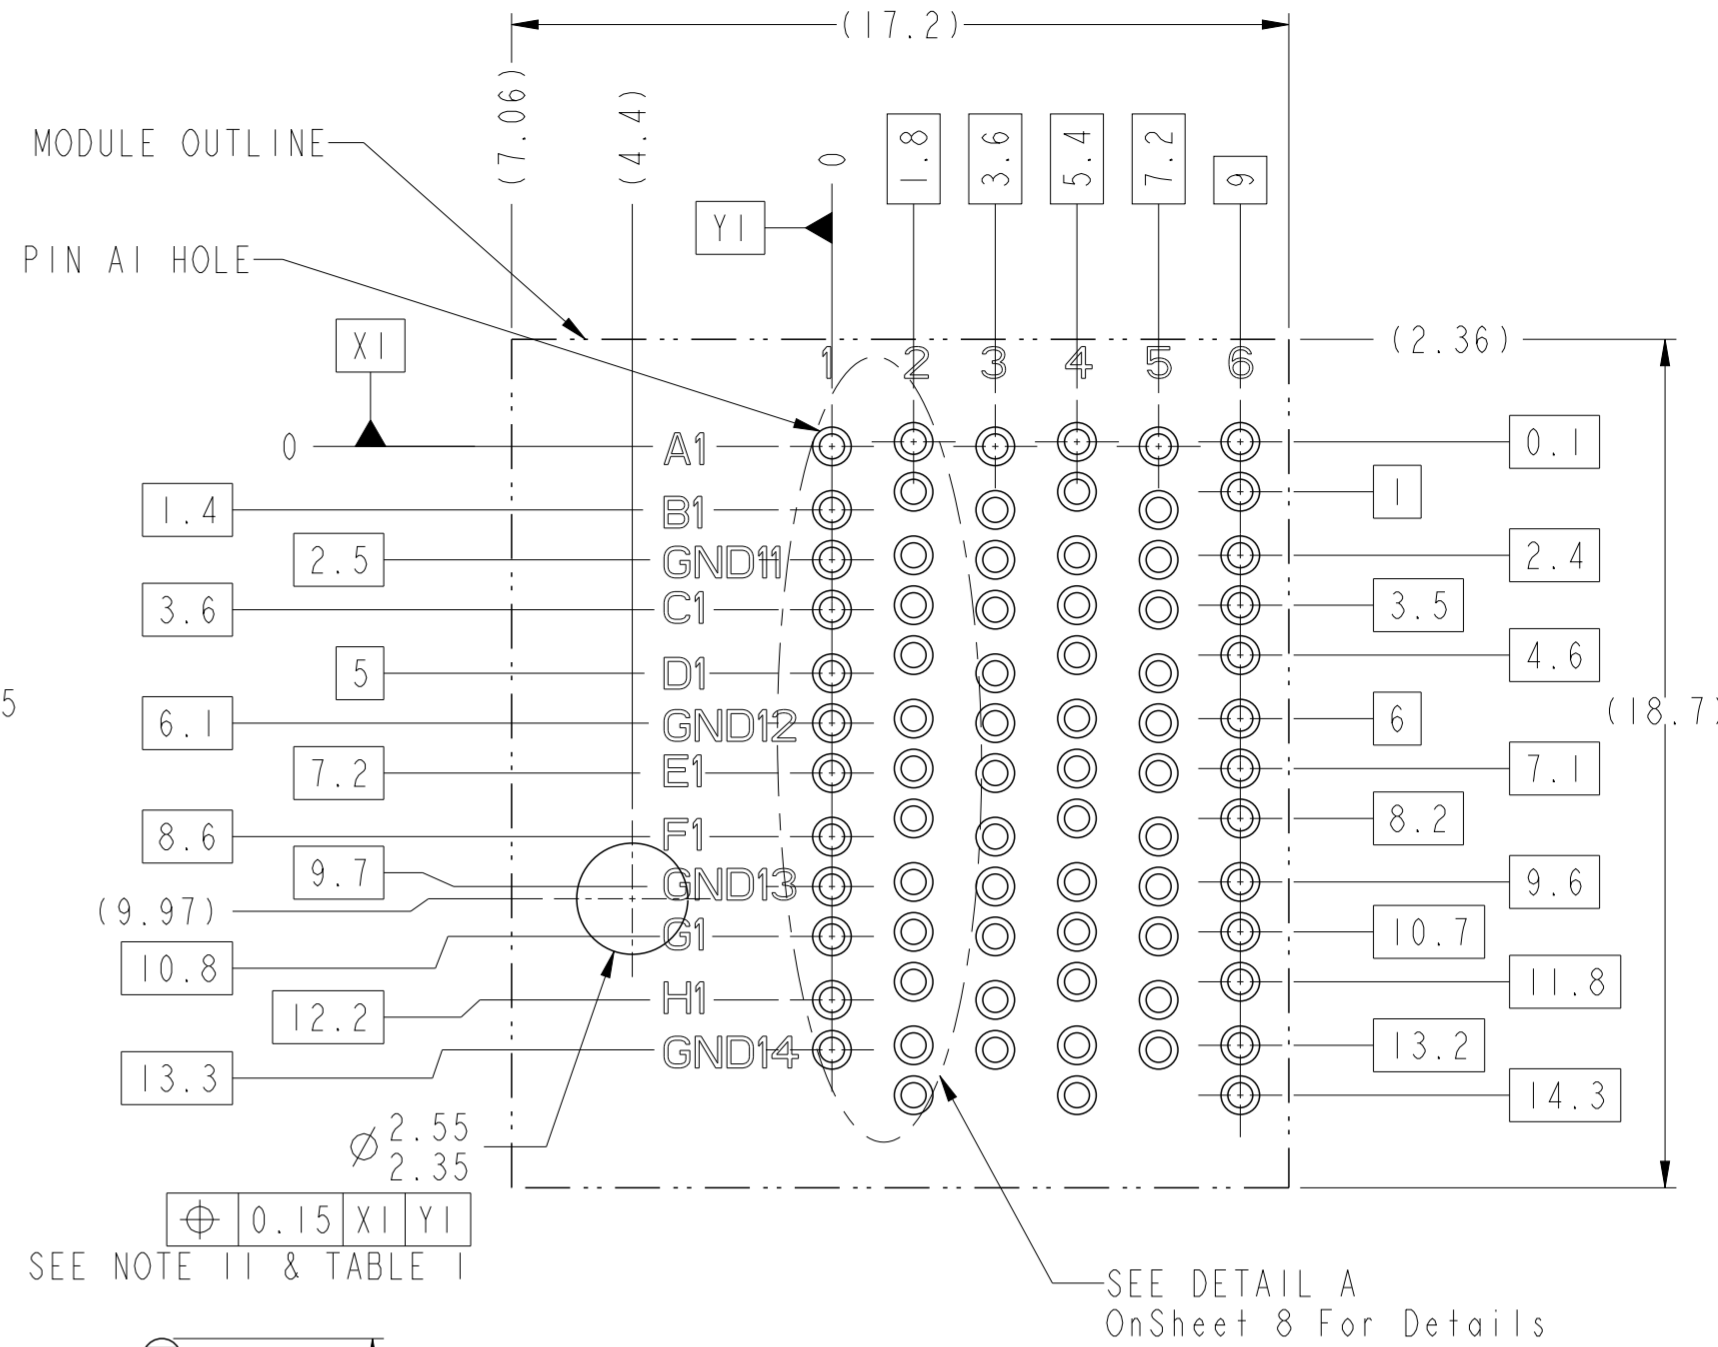 (17.2)
(7.06)
(4.4)
0
1.8
3.6
5.4
7.2
9
MODULE OUTLINE
Y1
PIN A1 HOLE
X1
(2.36)
1 2 3 4 5 6
0
A1
0.1
1.4
B1
1
2.5
GND11
2.4
3.6
C1
3.5
5
D1
4.6
5
6.1
GND12
6
(18.7)
7.2
E1
7.1
8.6
F1
8.2
9.7
GND13
9.6
(9.97)
10.8
G1
10.7
12.2
H1
11.8
13.3
GND14
13.2
14.3
Ø 2.55
2.35
⌖ 0.15 X1 Y1
SEE NOTE 11 & TABLE 1
SEE DETAIL A
OnSheet 8 For Details